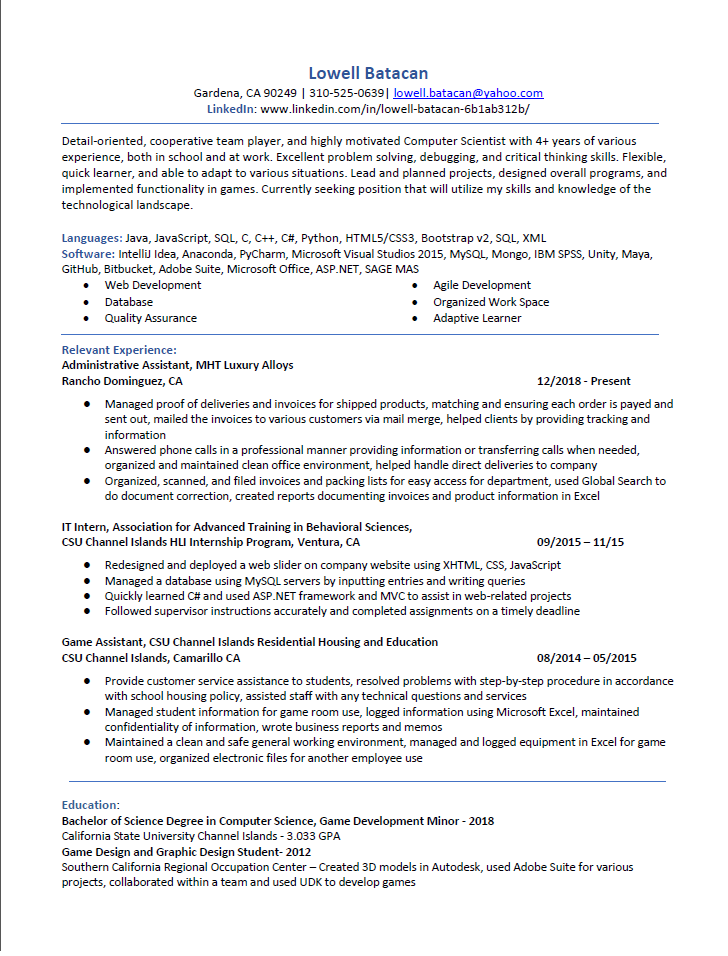 Lowell Batacan
Gardena, CA 90249 | 310-525-0639| lowell.batacan@yahoo.com
LinkedIn: www.linkedin.com/in/lowell-batacan-6b1ab312b/
Detail-oriented, cooperative team player, and highly motivated Computer Scientist with 4+ years of various
experience, both in school and at work. Excellent problem solving, debugging, and critical thinking skills. Flexible,
quick learner, and able to adapt to various situations. Lead and planned projects, designed overall programs, and
implemented functionality in games. Currently seeking position that will utilize my skills and knowledge of the
technological landscape.
Languages: Java, JavaScript, SQL, C, C++, C#, Python, HTML5/CSS3, Bootstrap v2, SQL, XML
Software: IntelliJ Idea, Anaconda, PyCharm, Microsoft Visual Studios 2015, MySQL, Mongo, IBM SPSS, Unity, Maya,
GitHub, Bitbucket, Adobe Suite, Microsoft Office, ASP.NET, SAGE MAS
● Web Development
● Database
● Quality Assurance
● Agile Development
● Organized Work Space
● Adaptive Learner
Relevant Experience:
Administrative Assistant, MHT Luxury Alloys
Rancho Dominguez, CA 12/2018 - Present
● Managed proof of deliveries and invoices for shipped products, matching and ensuring each order is payed and
sent out, mailed the invoices to various customers via mail merge, helped clients by providing tracking and
information
● Answered phone calls in a professional manner providing information or transferring calls when needed,
organized and maintained clean office environment, helped handle direct deliveries to company
● Organized, scanned, and filed invoices and packing lists for easy access for department, used Global Search to
do document correction, created reports documenting invoices and product information in Excel
IT Intern, Association for Advanced Training in Behavioral Sciences,
CSU Channel Islands HLI Internship Program, Ventura, CA 09/2015 – 11/15
● Redesigned and deployed a web slider on company website using XHTML, CSS, JavaScript
● Managed a database using MySQL servers by inputting entries and writing queries
● Quickly learned C# and used ASP.NET framework and MVC to assist in web-related projects
● Followed supervisor instructions accurately and completed assignments on a timely deadline
Game Assistant, CSU Channel Islands Residential Housing and Education
CSU Channel Islands, Camarillo CA 08/2014 – 05/2015
● Provide customer service assistance to students, resolved problems with step-by-step procedure in accordance
with school housing policy, assisted staff with any technical questions and services
● Managed student information for game room use, logged information using Microsoft Excel, maintained
confidentiality of information, wrote business reports and memos
● Maintained a clean and safe general working environment, managed and logged equipment in Excel for game
room use, organized electronic files for another employee use
Education:
Bachelor of Science Degree in Computer Science, Game Development Minor - 2018
California State University Channel Islands - 3.033 GPA
Game Design and Graphic Design Student- 2012
Southern California Regional Occupation Center – Created 3D models in Autodesk, used Adobe Suite for various
projects, collaborated within a team and used UDK to develop games